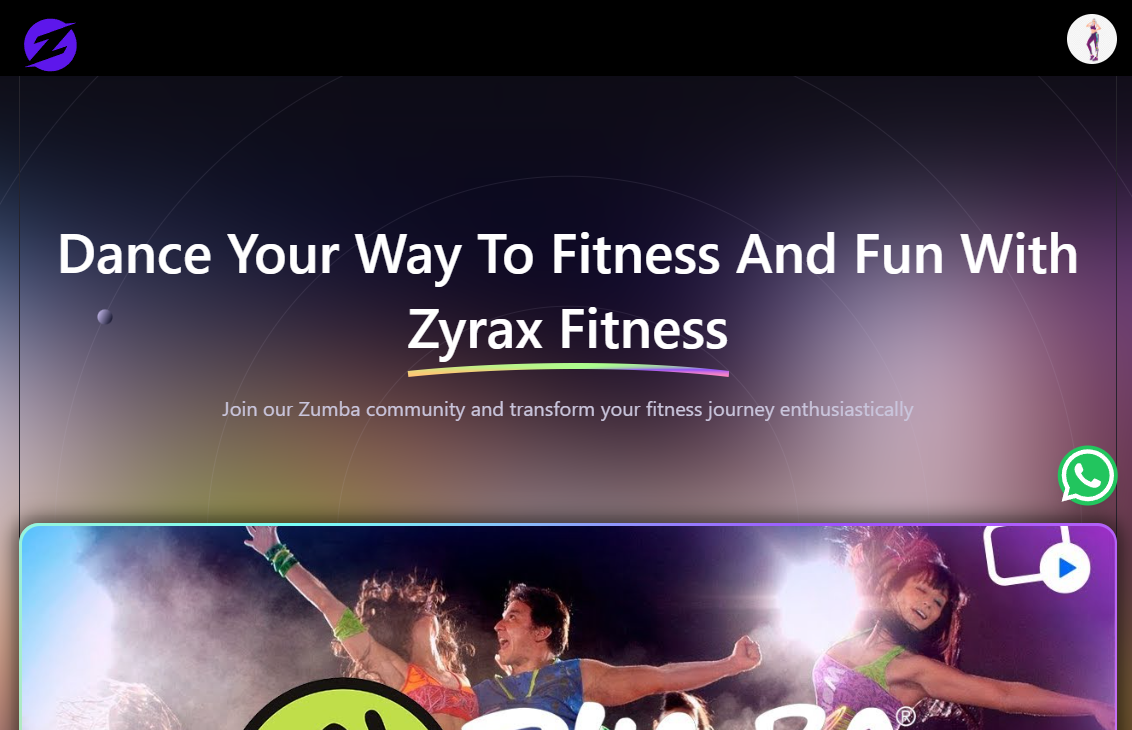 Dance Your Way To Fitness And Fun With
Zyrax Fitness
Join our Zumba community and transform your fitness journey enthusiastically
®